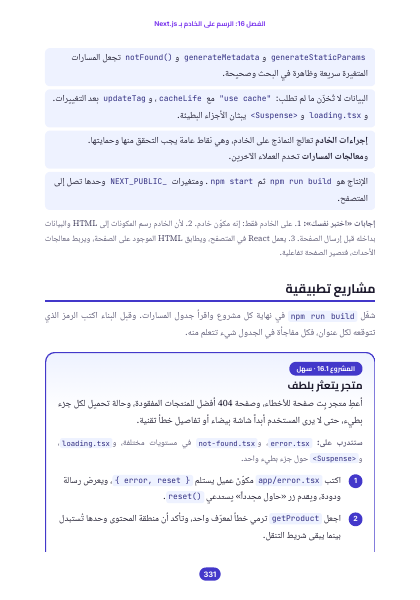 الفصل 16: الرسم على الخادم بـ Next.js
generateStaticParams و generateMetadata و notFound() تجعل المسارات
المتغيرة سريعة وظاهرة في البحث وصحيحة.
البيانات لا تُخزَّن ما لم تطلب: "use cache" مع cacheLife، و updateTag بعد التغييرات.
و loading.tsx و <Suspense> يبثان الأجزاء البطيئة.
إجراءات الخادم تعالج النماذج على الخادم، وهي نقاط عامة يجب التحقق منها وحمايتها.
ومعالجات المسارات تخدم العملاء الآخرين.
الإنتاج هو npm run build ثم npm start. ومتغيرات NEXT_PUBLIC_ وحدها تصل إلى
المتصفح.
إجابات «اختبر نفسك»: 1. على الخادم فقط: إنه مكوّن خادم. 2. لأن الخادم رسم المكونات إلى HTML والبيانات
بداخله قبل إرسال الصفحة. 3. يعمل React في المتصفح، ويطابق HTML الموجود على الصفحة، ويربط معالجات
الأحداث، فتصير الصفحة تفاعلية.
مشاريع تطبيقية
شغّل npm run build في نهاية كل مشروع واقرأ جدول المسارات. وقبل البناء اكتب الرمز الذي
تتوقعه لكل عنوان، فكل مفاجأة في الجدول شيء تتعلم منه.
المشروع 16.1 · سهل
متجر يتعثر بلطف
أعطِ متجر بِت صفحة للأخطاء، وصفحة 404 أفضل للمنتجات المفقودة، وحالة تحميل لكل جزء
بطيء، حتى لا يرى المستخدم أبداً شاشة بيضاء أو تفاصيل خطأ تقنية.
ستتدرب على: error.tsx، و not-found.tsx في مستويات مختلفة، و loading.tsx،
و <Suspense> حول جزء بطيء واحد.
1 اكتب app/error.tsx مكوّن عميل يستلم { error, reset }، ويعرض رسالة
ودودة، ويقدم زر «حاول مجدداً» يستدعي reset().
2 اجعل getProduct ترمي خطأ لمعرف واحد، وتأكد أن منطقة المحتوى وحدها تُستبدل
بينما يبقى شريط التنقل.
331